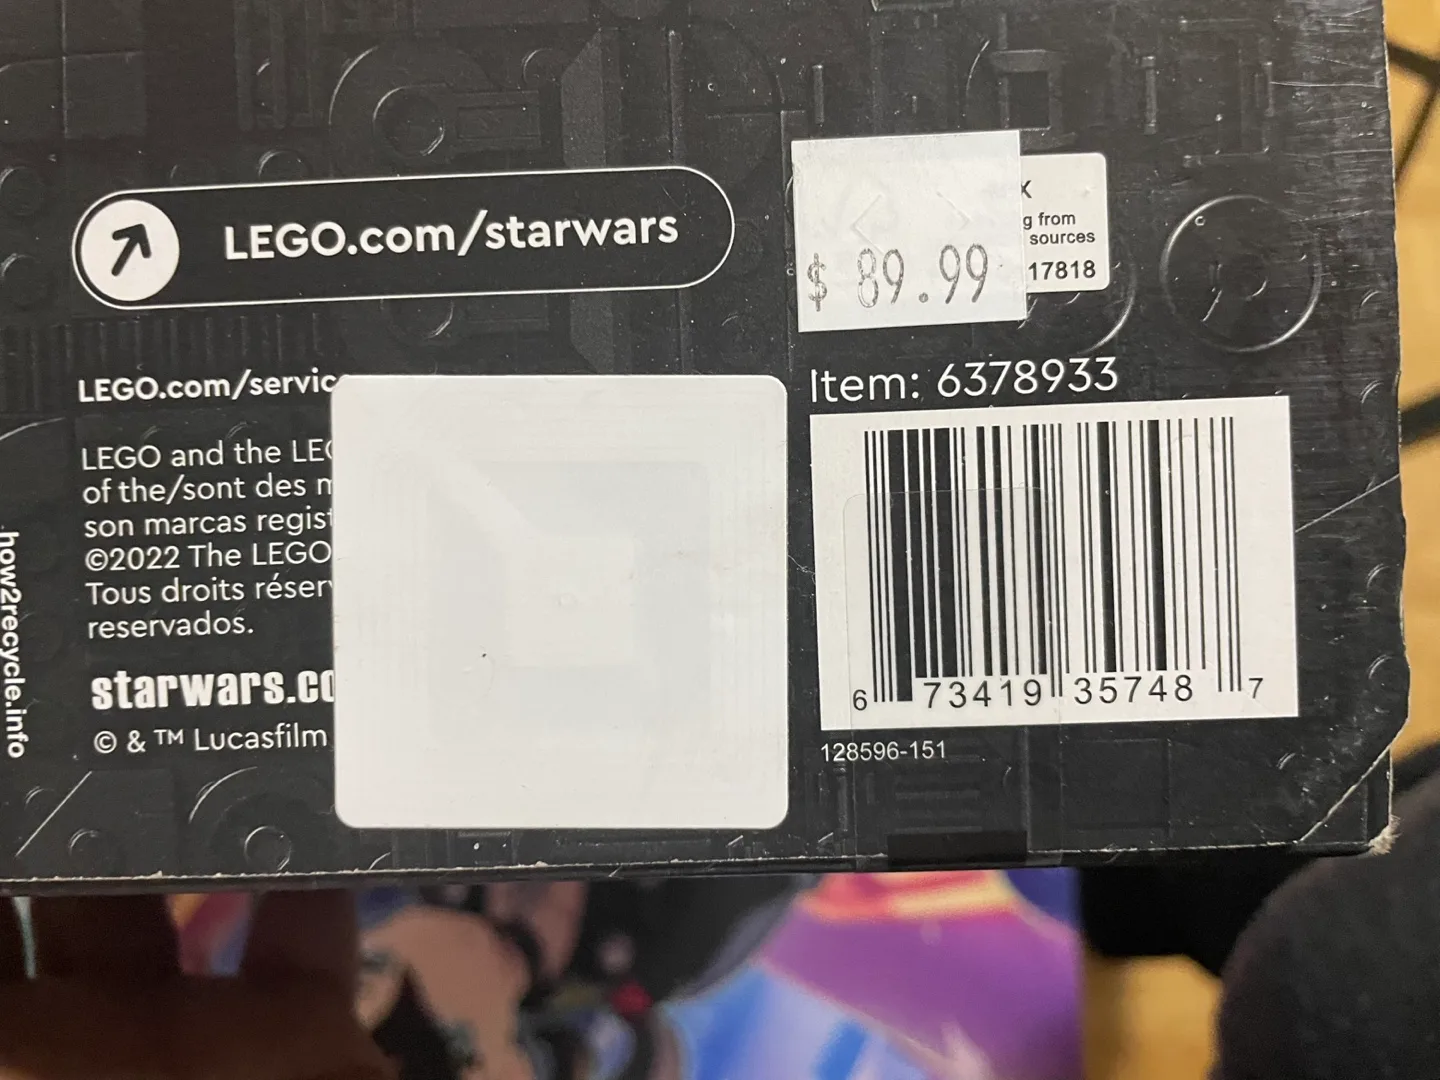 LEGO.com/starwars
X
g from
sources
17818
$ 89.99
LEGO.com/servic
LEGO and the LEG
of the/sont des m
son marcas regist
©2022 The LEGO
Tous droits réserv
reservados.
starwars.co
© & ™ Lucasfilm
Item: 6378933
6 73419 35748 7
128596-151
how2recycle.info